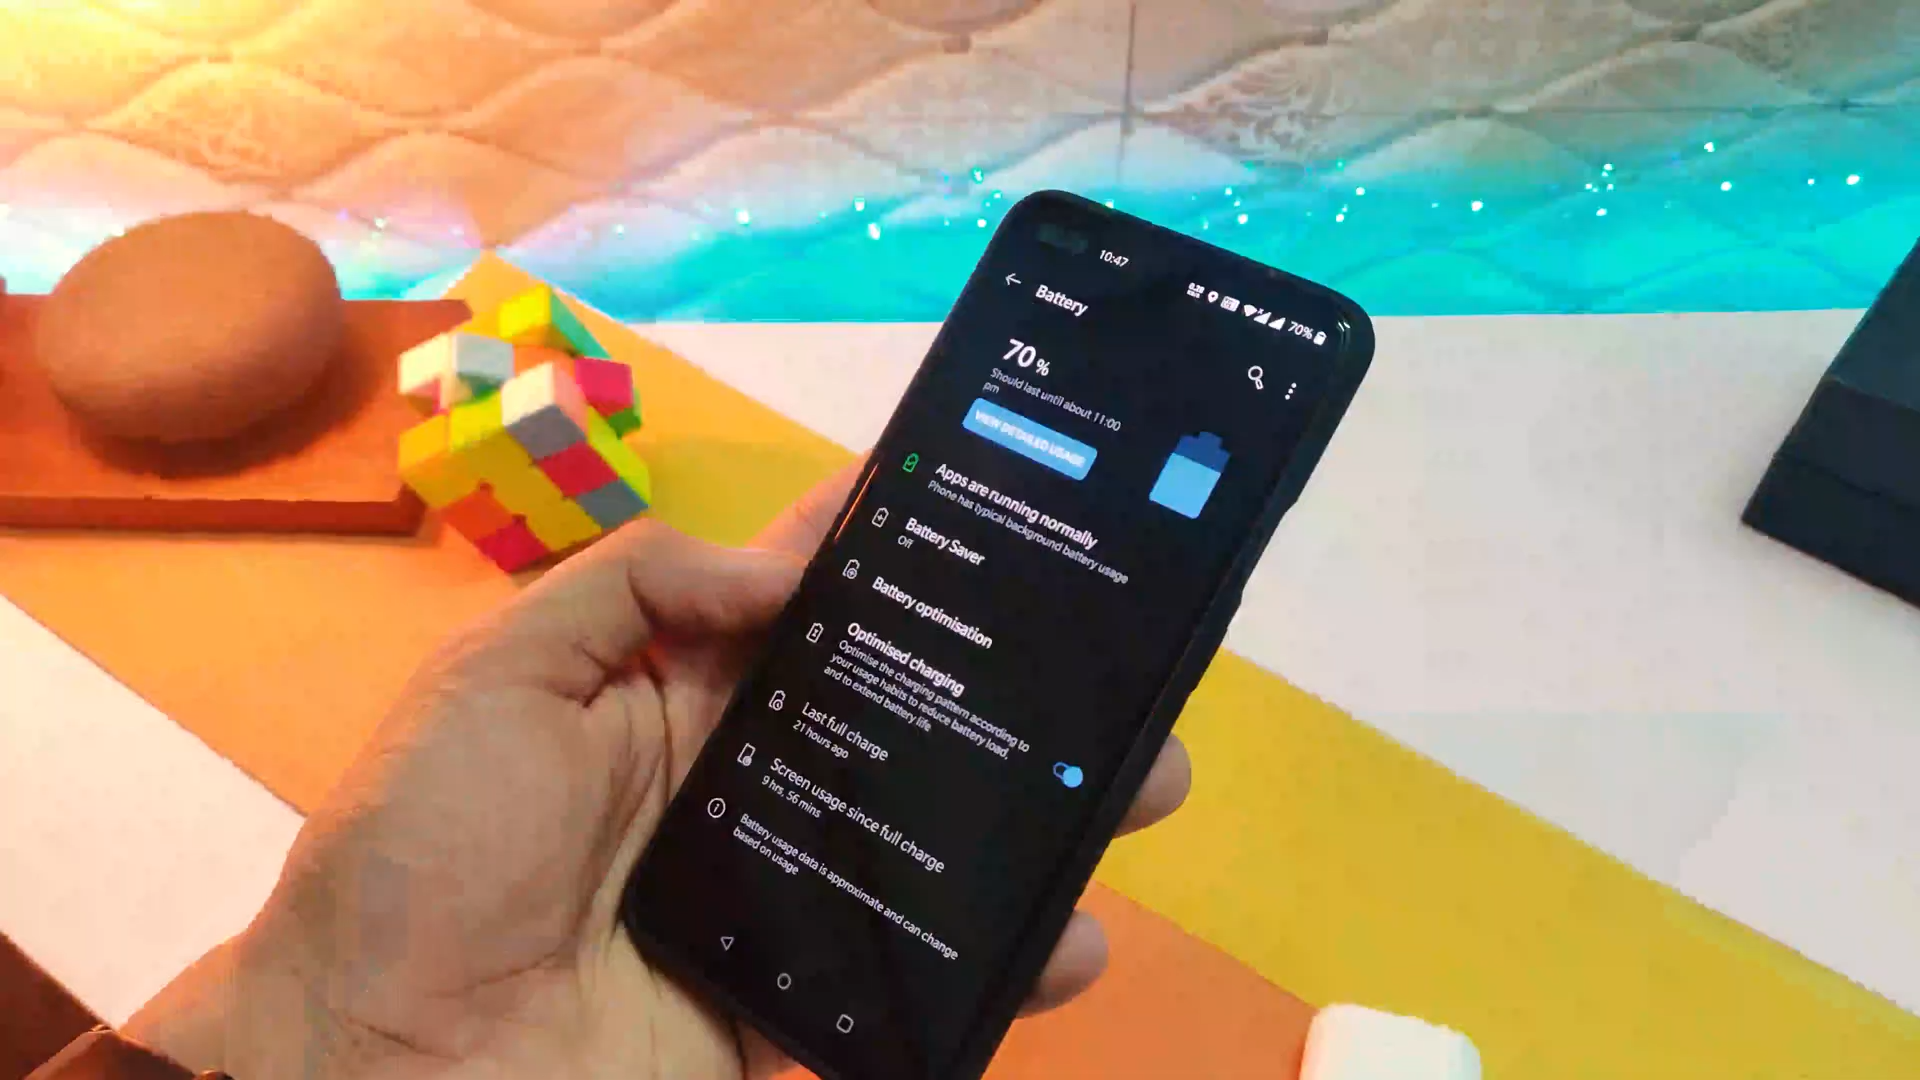 10:47
0.20
KB/S
70%
Battery
70%
Should last until about 11:00
pm
VIEW DETAILED USAGE
Apps are running normally
Phone has typical background battery usage
Battery Saver
Off
Battery optimisation
Optimised charging
Optimise the charging pattern according to
your usage habits to reduce battery load,
and to extend battery life
Last full charge
21 hours ago
Screen usage since full charge
9 hrs, 56 mins
Battery usage data is approximate and can change
based on usage